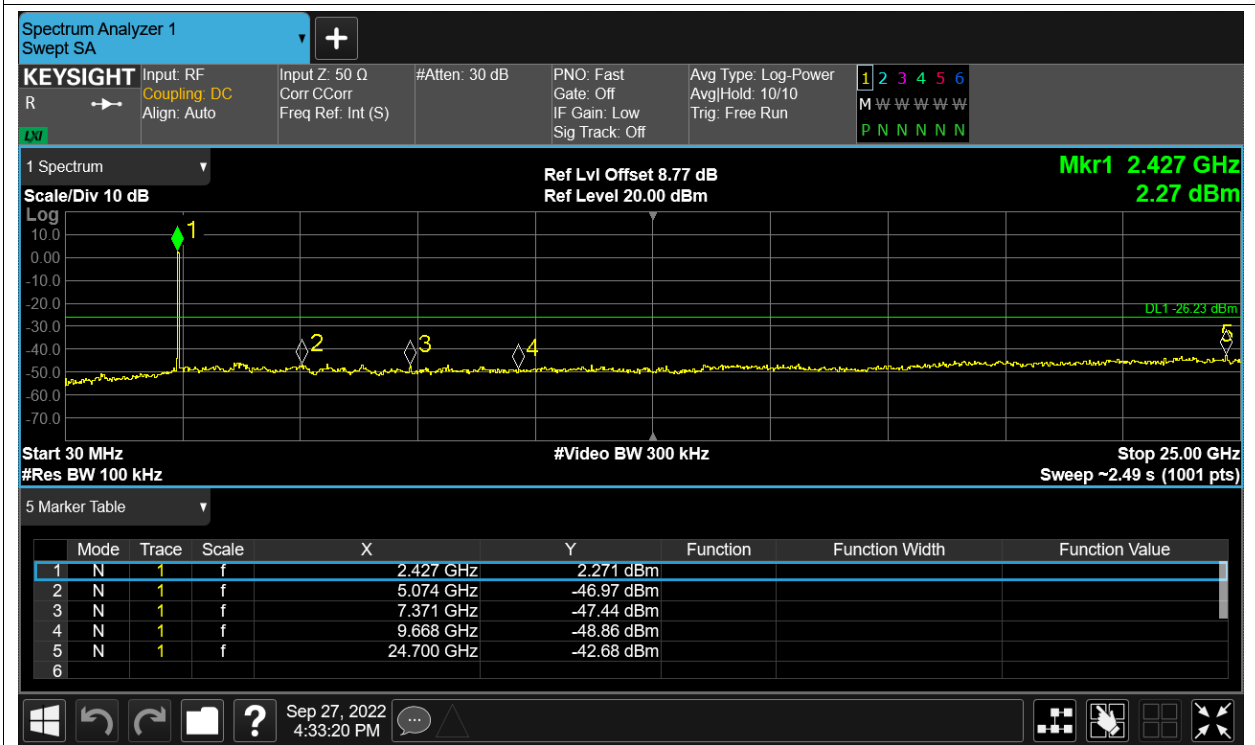 Spectrum Analyzer 1
Swept SA
+
KEYSIGHT
R
LXI
Input: RF
Coupling: DC
Align: Auto
Input Z: 50 Ω
Corr CCorr
Freq Ref: Int (S)
#Atten: 30 dB
PNO: Fast
Gate: Off
IF Gain: Low
Sig Track: Off
Avg Type: Log-Power
Avg|Hold: 10/10
Trig: Free Run
1 2 3 4 5 6
M W W W W W
P N N N N N
1 Spectrum
Scale/Div 10 dB
Ref Lvl Offset 8.77 dB
Ref Level 20.00 dBm
Mkr1 2.427 GHz
2.27 dBm
Log
10.0
0.00
-10.0
-20.0
-30.0
-40.0
-50.0
-60.0
-70.0
1
2
3
4
5
DL1 -26.23 dBm
Start 30 MHz
#Res BW 100 kHz
#Video BW 300 kHz
Stop 25.00 GHz
Sweep ~2.49 s (1001 pts)
5 Marker Table
Mode Trace Scale X Y Function Function Width Function Value
1 N 1 f 2.427 GHz 2.271 dBm
2 N 1 f 5.074 GHz -46.97 dBm
3 N 1 f 7.371 GHz -47.44 dBm
4 N 1 f 9.668 GHz -48.86 dBm
5 N 1 f 24.700 GHz -42.68 dBm
6
?
Sep 27, 2022
4:33:20 PM